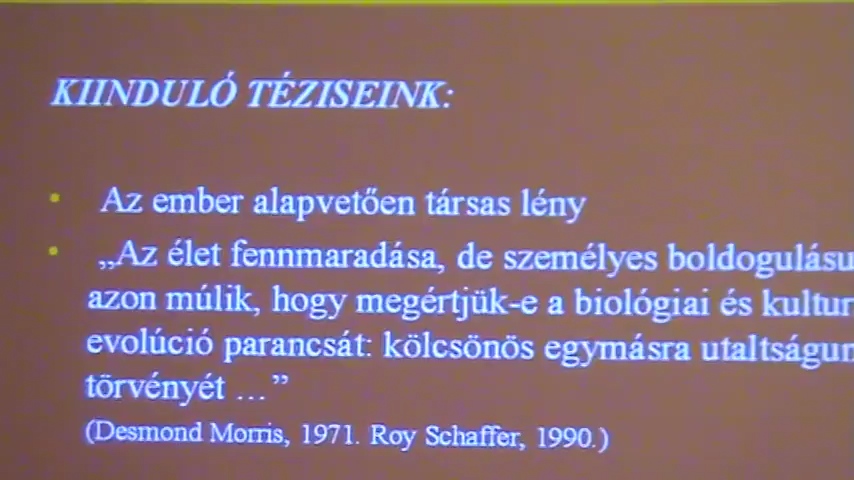 KIINDULÓ TÉZISEINK:
• Az ember alapvetően társas lény
• „Az élet fennmaradása, de személyes boldogulásu
azon múlik, hogy megértjük-e a biológiai és kultur
evolúció parancsát: kölcsönös egymásra utaltságun
törvényét …”
(Desmond Morris, 1971. Roy Schaffer, 1990.)